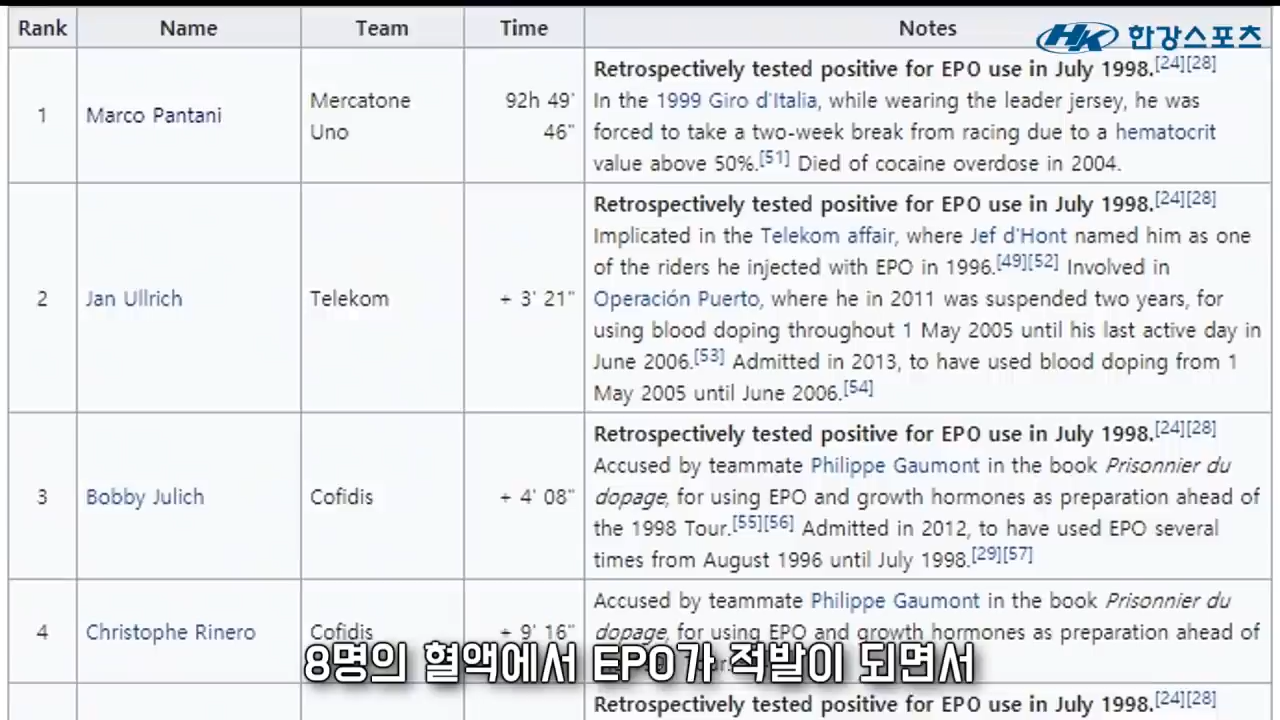 Rank Name Team Time Notes
HK 한강스포츠
Retrospectively tested positive for EPO use in July 1998.[24][28]
1 Marco Pantani Mercatone Uno 92h 49' 46" In the 1999 Giro d'Italia, while wearing the leader jersey, he was
forced to take a two-week break from racing due to a hematocrit
value above 50%.[51] Died of cocaine overdose in 2004.
Retrospectively tested positive for EPO use in July 1998.[24][28]
Implicated in the Telekom affair, where Jef d'Hont named him as one
of the riders he injected with EPO in 1996.[49][52] Involved in
2 Jan Ullrich Telekom + 3' 21" Operación Puerto, where he in 2011 was suspended two years, for
using blood doping throughout 1 May 2005 until his last active day in
June 2006.[53] Admitted in 2013, to have used blood doping from 1
May 2005 until June 2006.[54]
Retrospectively tested positive for EPO use in July 1998.[24][28]
Accused by teammate Philippe Gaumont in the book Prisonnier du
3 Bobby Julich Cofidis + 4' 08" dopage, for using EPO and growth hormones as preparation ahead of
the 1998 Tour.[55][56] Admitted in 2012, to have used EPO several
times from August 1996 until July 1998.[29][57]
Accused by teammate Philippe Gaumont in the book Prisonnier du
4 Christophe Rinero Cofidis + 9' 16" dopage, for using EPO and growth hormones as preparation ahead of
8명의 혈액에서 EPO가 적발이 되면서
Retrospectively tested positive for EPO use in July 1998.[24][28]